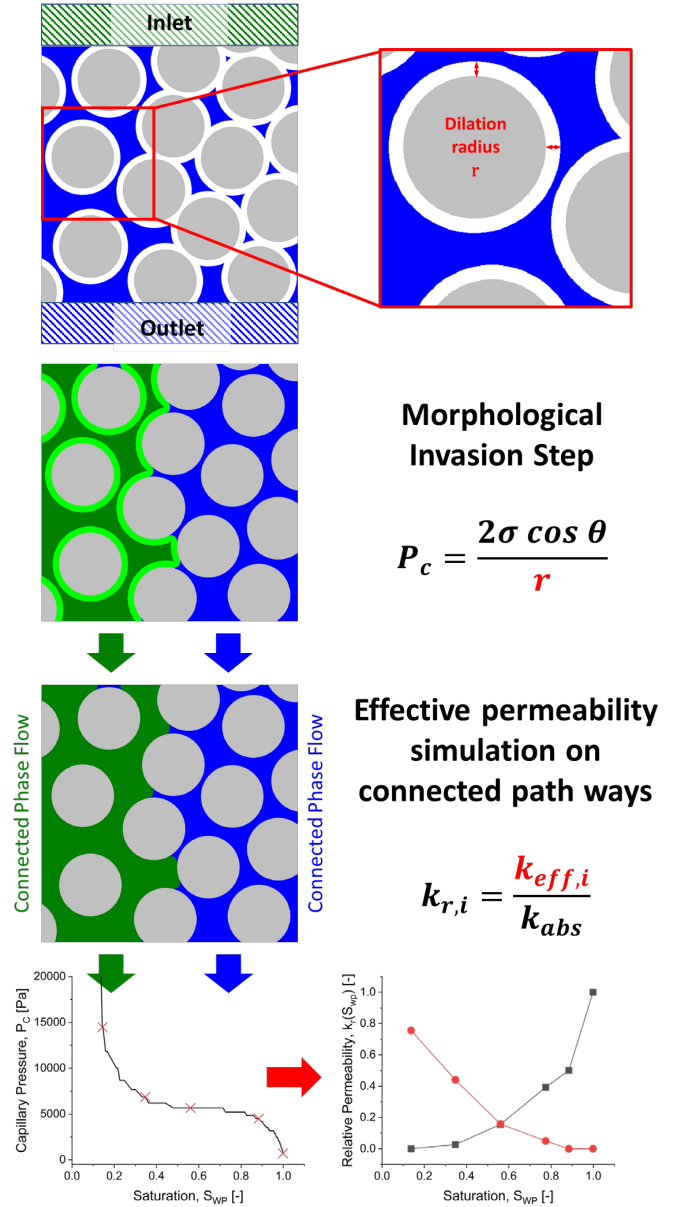 Inlet
Dilation
radius
r
Outlet
Morphological
Invasion Step
P_c = 2σ cos θ / r
Connected Phase Flow
Connected Phase Flow
Effective permeability
simulation on
connected path ways
k_{r,i} = k_{eff,i} / k_{abs}
Capillary Pressure, P_C [Pa]
20000
15000
10000
5000
0
0.0 0.2 0.4 0.6 0.8 1.0
Saturation, S_WP [-]
Relative Permeability, k_r(S_wp) [-]
1.0
0.8
0.6
0.4
0.2
0.0
0.0 0.2 0.4 0.6 0.8 1.0
Saturation, S_WP [-]